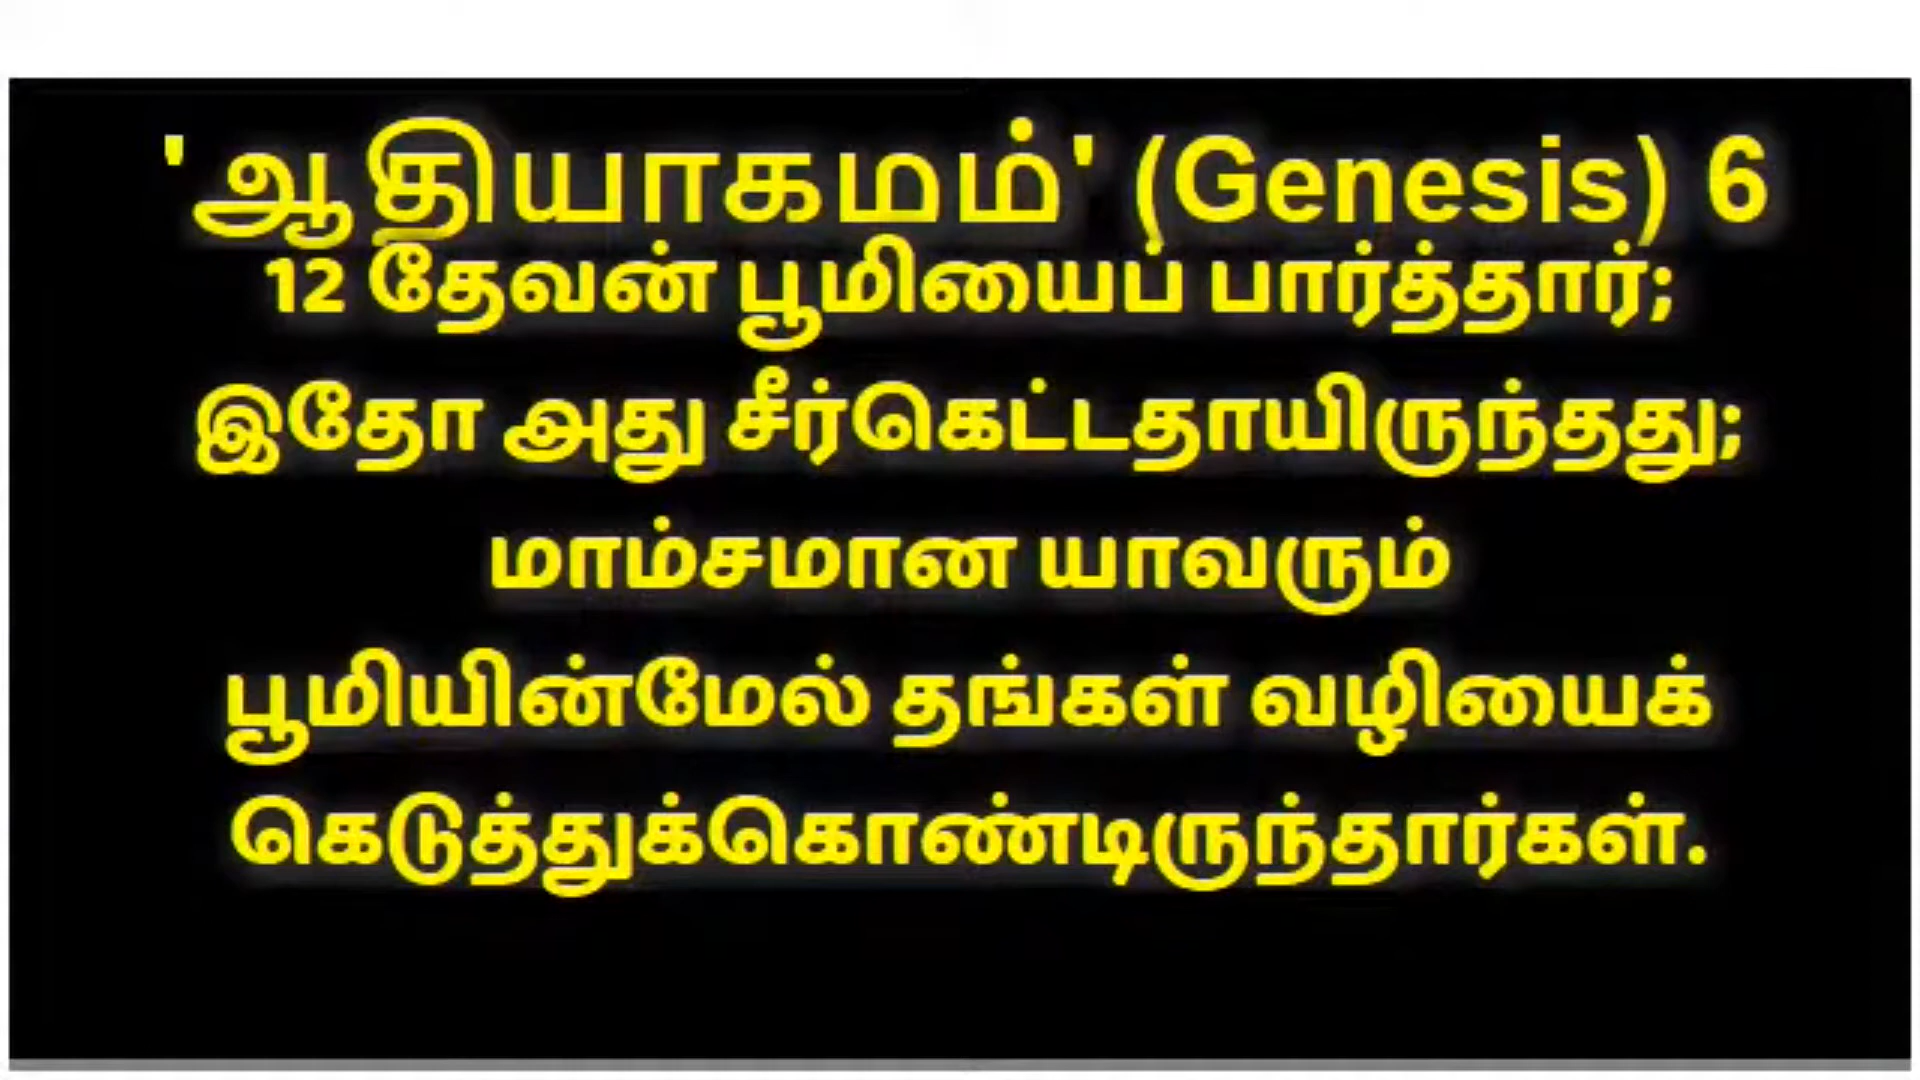 'ஆதியாகமம்' (Genesis) 6
12 தேவன் பூமியைப் பார்த்தார்;
இதோ அது சீர்கெட்டதாயிருந்தது;
மாம்சமான யாவரும்
பூமியின்மேல் தங்கள் வழியைக்
கெடுத்துக்கொண்டிருந்தார்கள்.